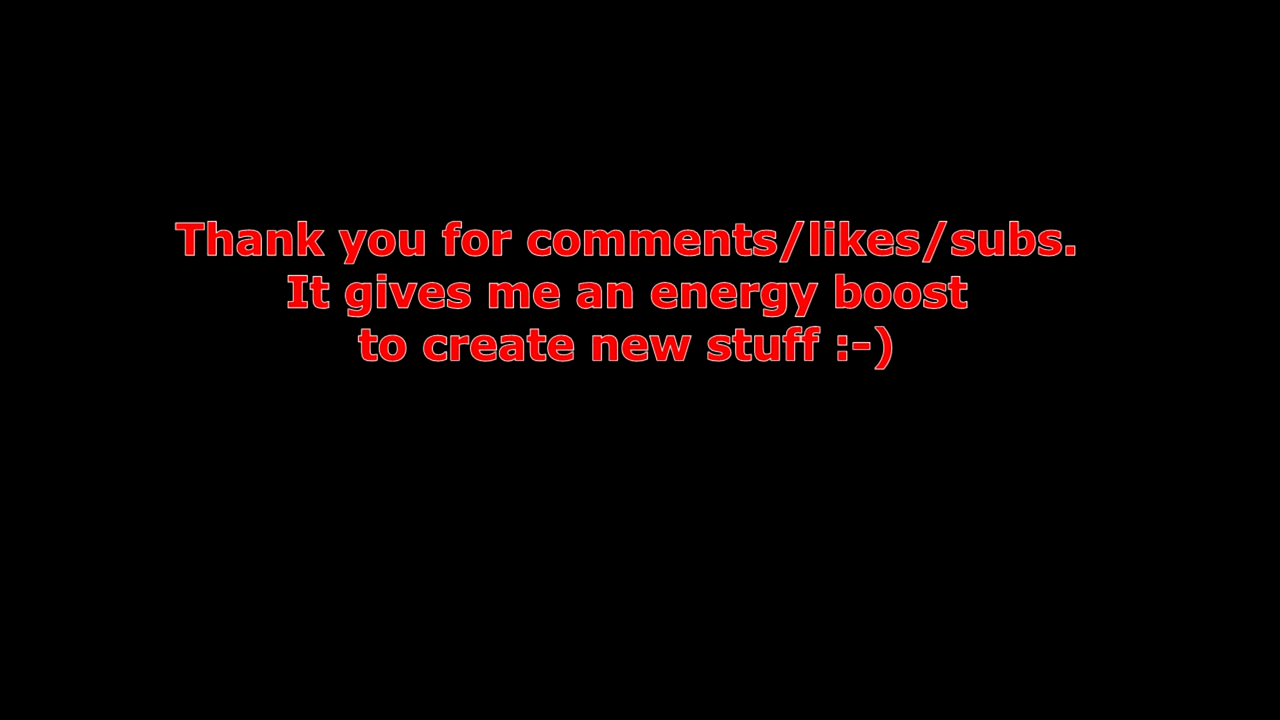 Thank you for comments/likes/subs.
It gives me an energy boost
to create new stuff :-)